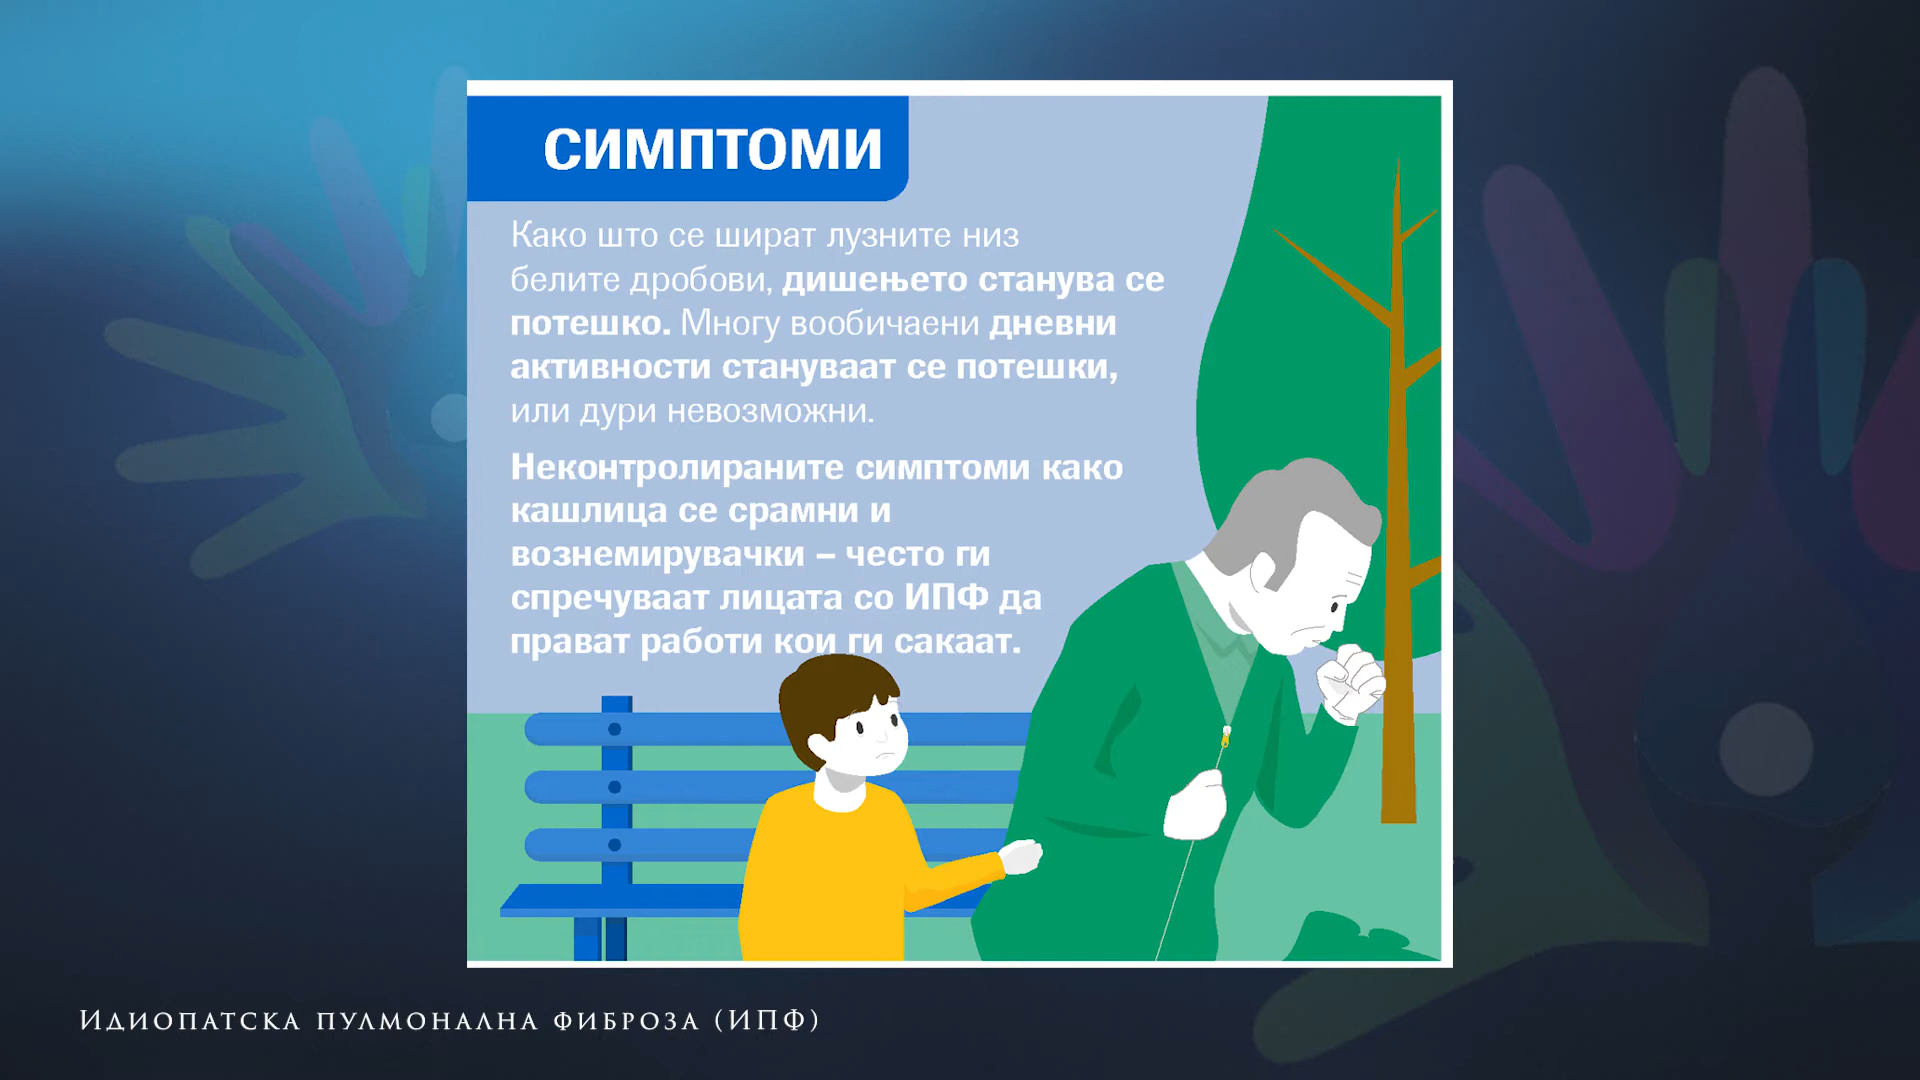 СИМПТОМИ
Како што се шират лузните низ
белите дробови, дишењето станува се
потешко. Многу вообичаени дневни
активности стануваат се потешки,
или дури невозможни.
Неконтролираните симптоми како
кашлица се срамни и
вознемирувачки – често ги
спречуваат лицата со ИПФ да
прават работи кои ги сакаат.
Идиопатска пулмонална фиброза (ИПФ)